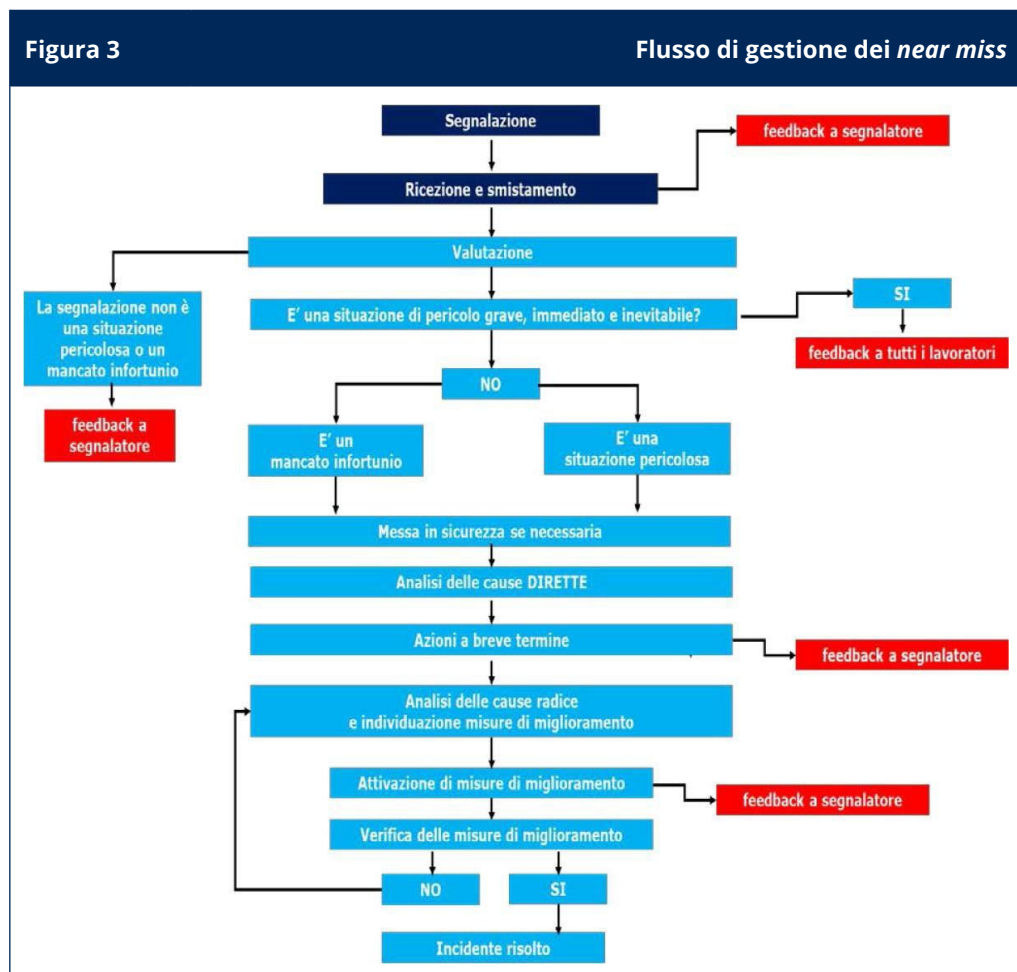 Figura 3
Flusso di gestione dei near miss
Segnalazione
feedback a segnalatore
Ricezione e smistamento
Valutazione
La segnalazione non è
una situazione
pericolosa o un
mancato infortunio
E' una situazione di pericolo grave, immediato e inevitabile?
SI
feedback a tutti i lavoratori
feedback a
segnalatore
NO
E' un
mancato infortunio
E' una
situazione pericolosa
Messa in sicurezza se necessaria
Analisi delle cause DIRETTE
Azioni a breve termine
feedback a segnalatore
Analisi delle cause radice
e individuazione misure di miglioramento
Attivazione di misure di miglioramento
feedback a segnalatore
Verifica delle misure di miglioramento
NO
SI
Incidente risolto